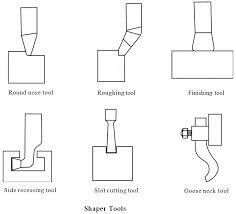 Round nose tool
Roughing tool
Finishing tool
Side recessing tool
Slot cutting tool
Goose neck tool
Shaper Tools